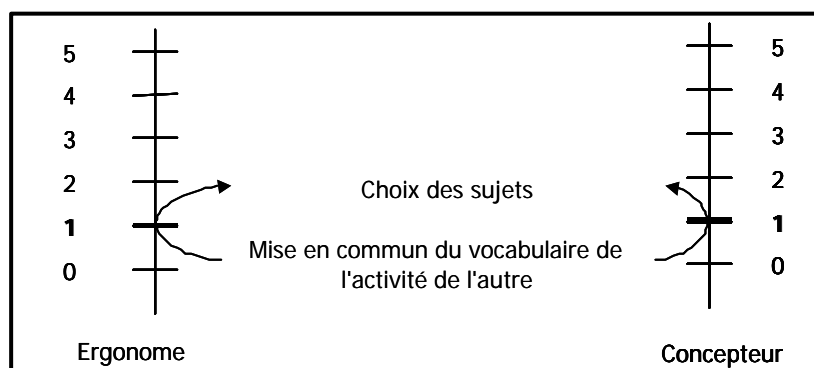 5 5
4 4
3 3
2 2
Choix des sujets
1 1
Mise en commun du vocabulaire de
l'activité de l'autre
0 0
Ergonome Concepteur